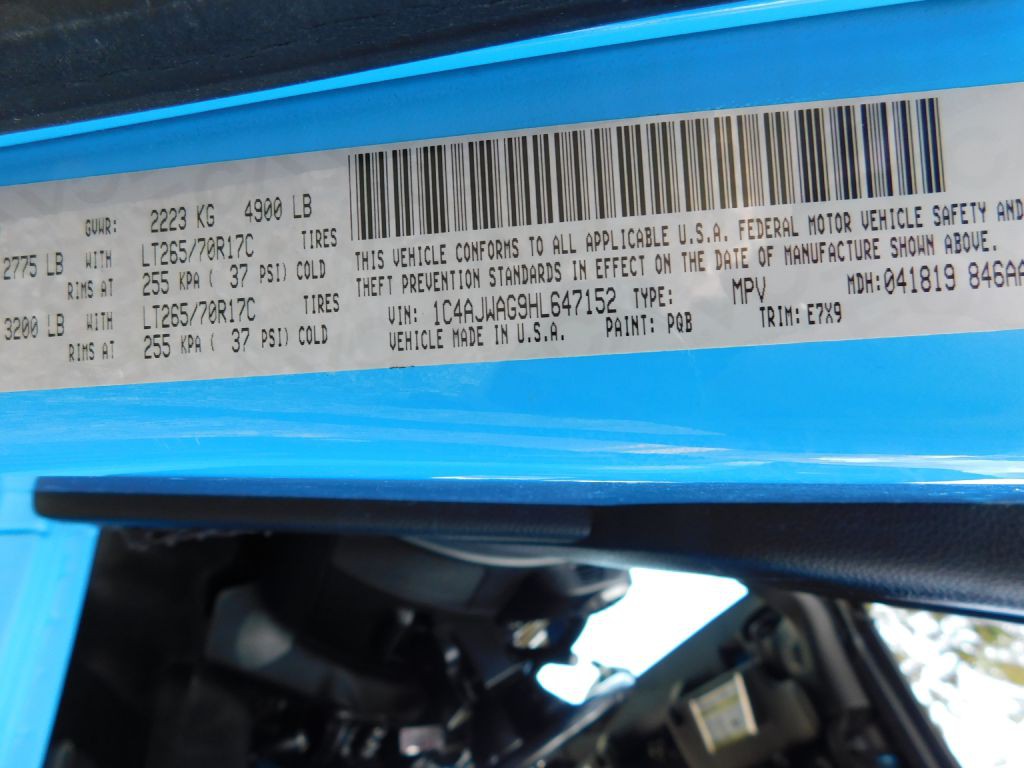 GVWR: 2223 KG 4900 LB
2775 LB WITH LT265/70R17C TIRES
RIMS AT 255 KPA ( 37 PSI) COLD
3200 LB WITH LT265/70R17C TIRES
RIMS AT 255 KPA ( 37 PSI) COLD
THIS VEHICLE CONFORMS TO ALL APPLICABLE U.S.A. FEDERAL MOTOR VEHICLE SAFETY AND
THEFT PREVENTION STANDARDS IN EFFECT ON THE DATE OF MANUFACTURE SHOWN ABOVE.
VIN: 1C4AJWAG9HL647152 TYPE: MPV MDH:041819 846AA
VEHICLE MADE IN U.S.A. PAINT: PQB TRIM:E7X9